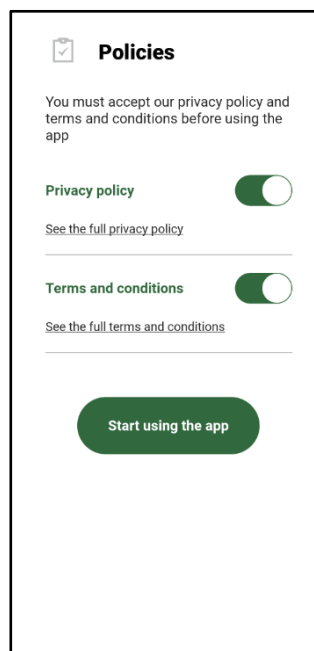 Policies
You must accept our privacy policy and
terms and conditions before using the
app
Privacy policy
See the full privacy policy
Terms and conditions
See the full terms and conditions
Start using the app